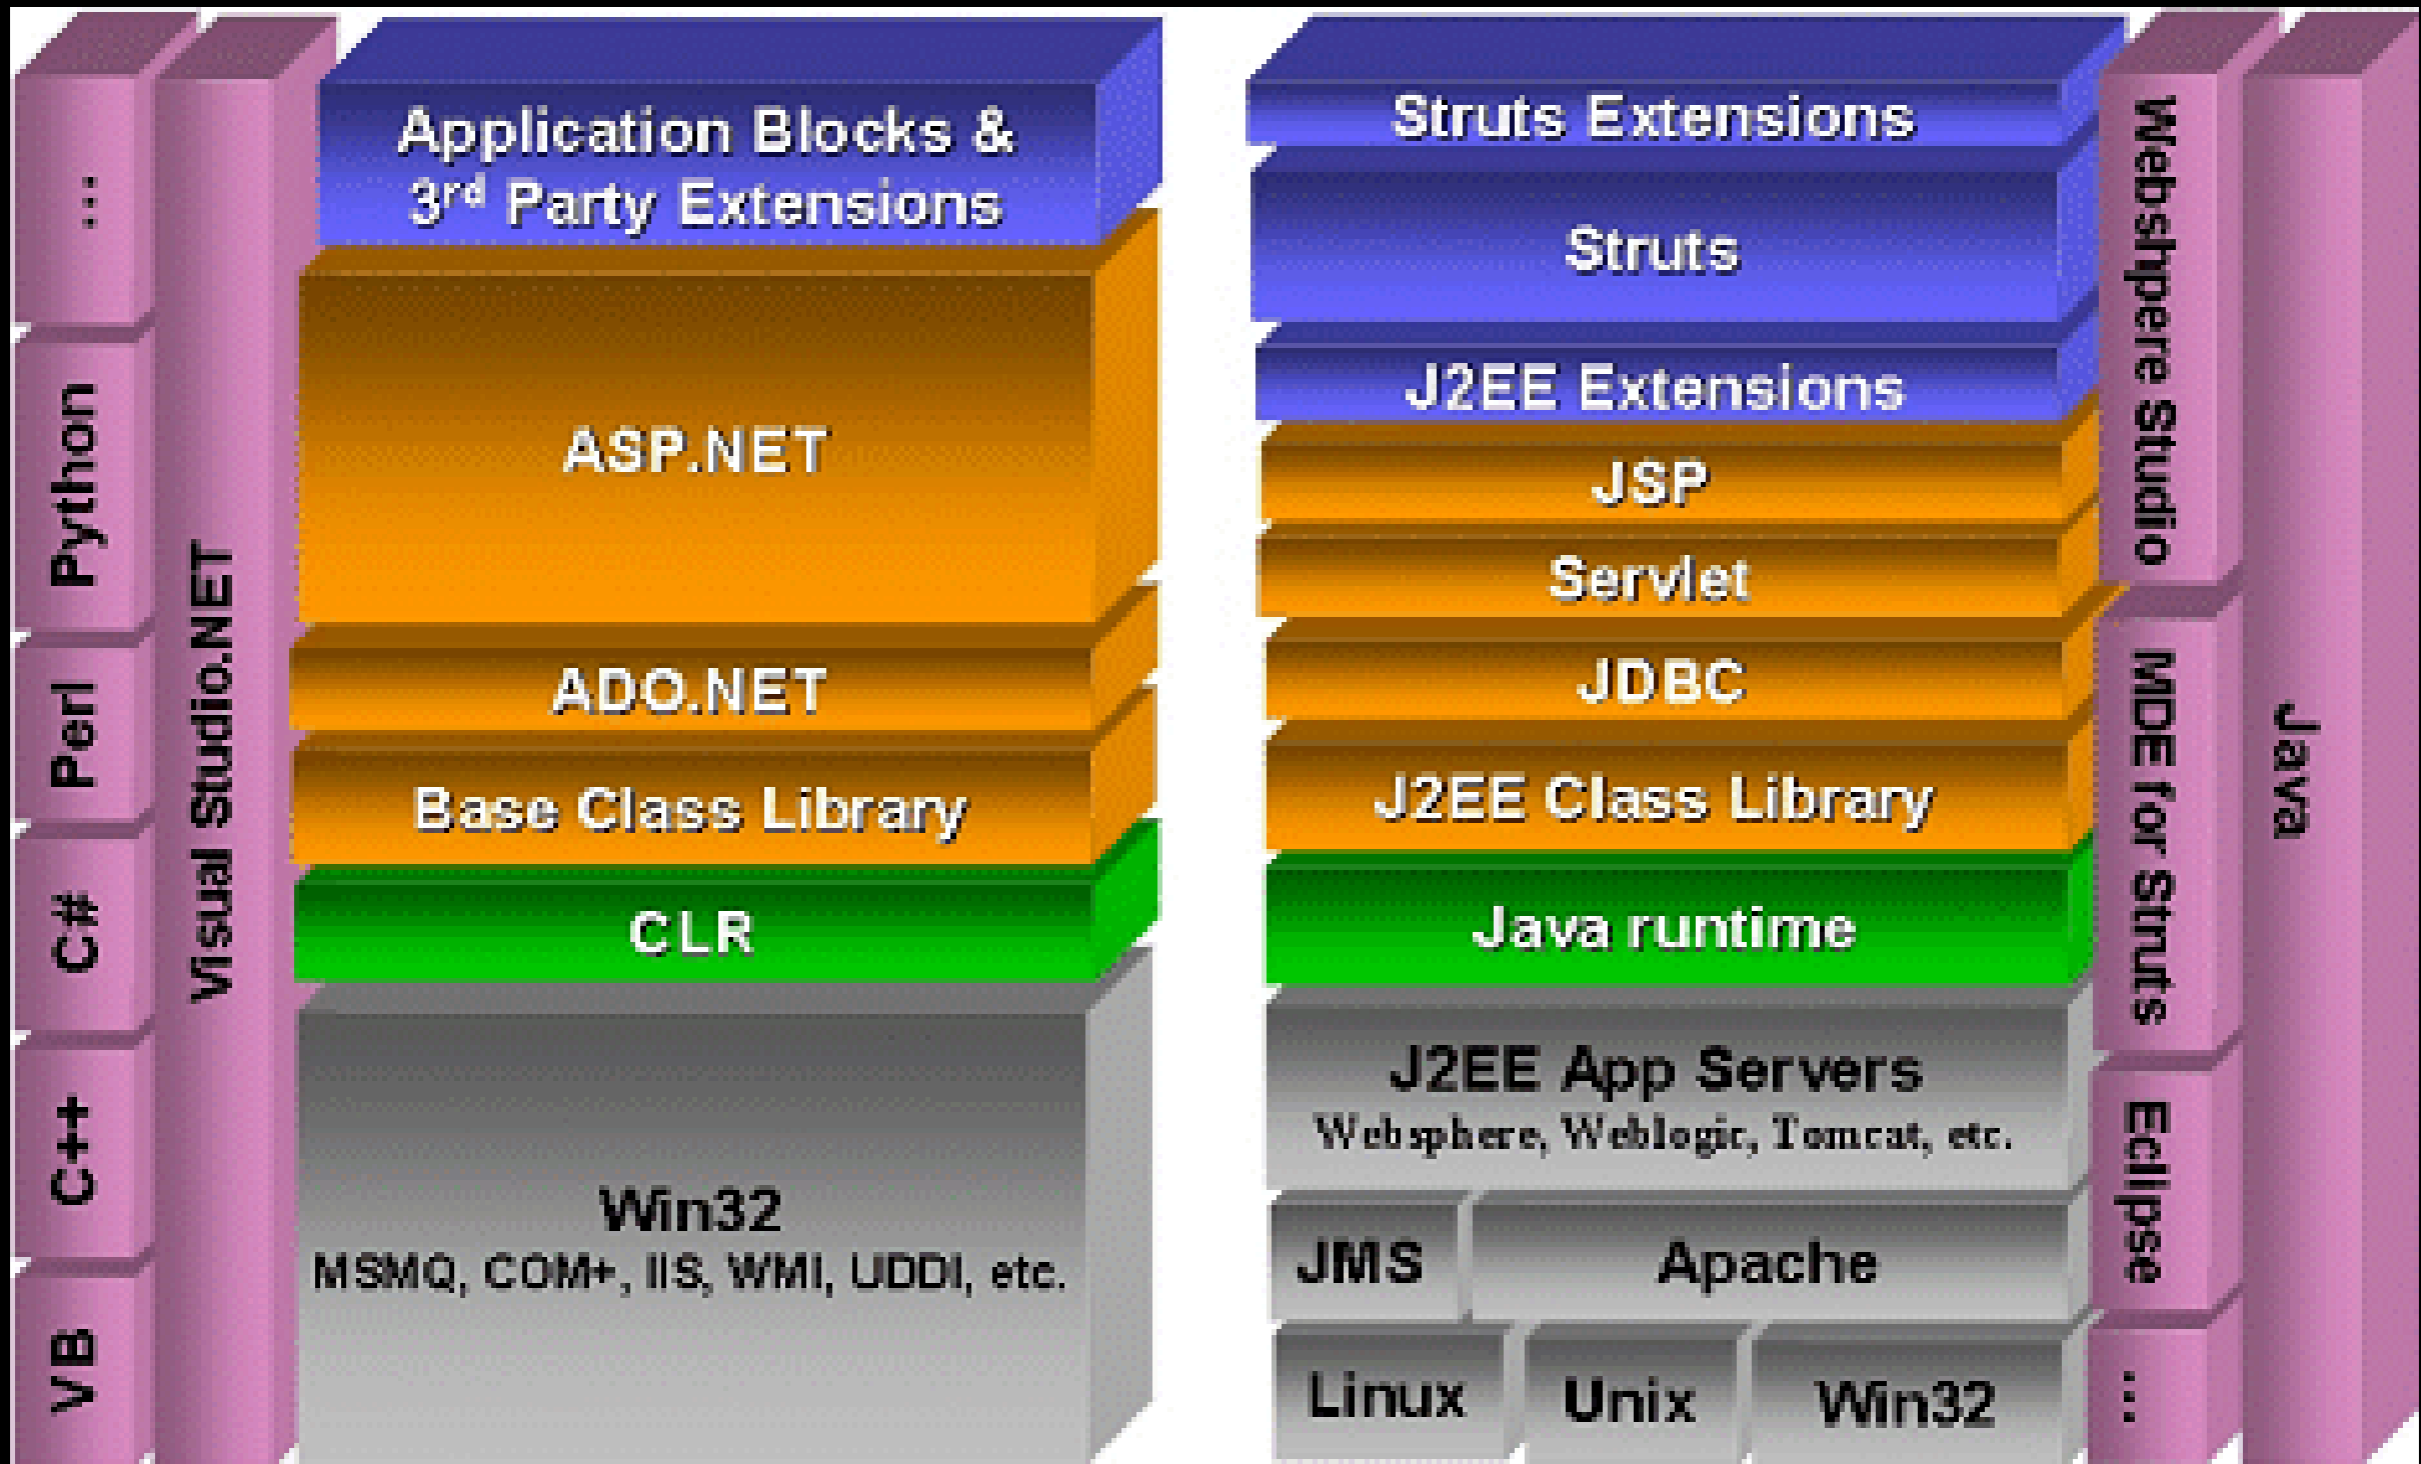 ...
Python
Perl
C#
C++
VB
Visual Studio.NET
Application Blocks &
3rd Party Extensions
ASP.NET
ADO.NET
Base Class Library
CLR
Win32
MSMQ, COM+, IIS, WMI, UDDI, etc.
Struts Extensions
Struts
J2EE Extensions
JSP
Servlet
JDBC
J2EE Class Library
Java runtime
J2EE App Servers
Websphere, Weblogic, Tomcat, etc.
JMS
Apache
Linux
Unix
Win32
Webshpere Studio
MDE for Struts
Eclipse
...
Java